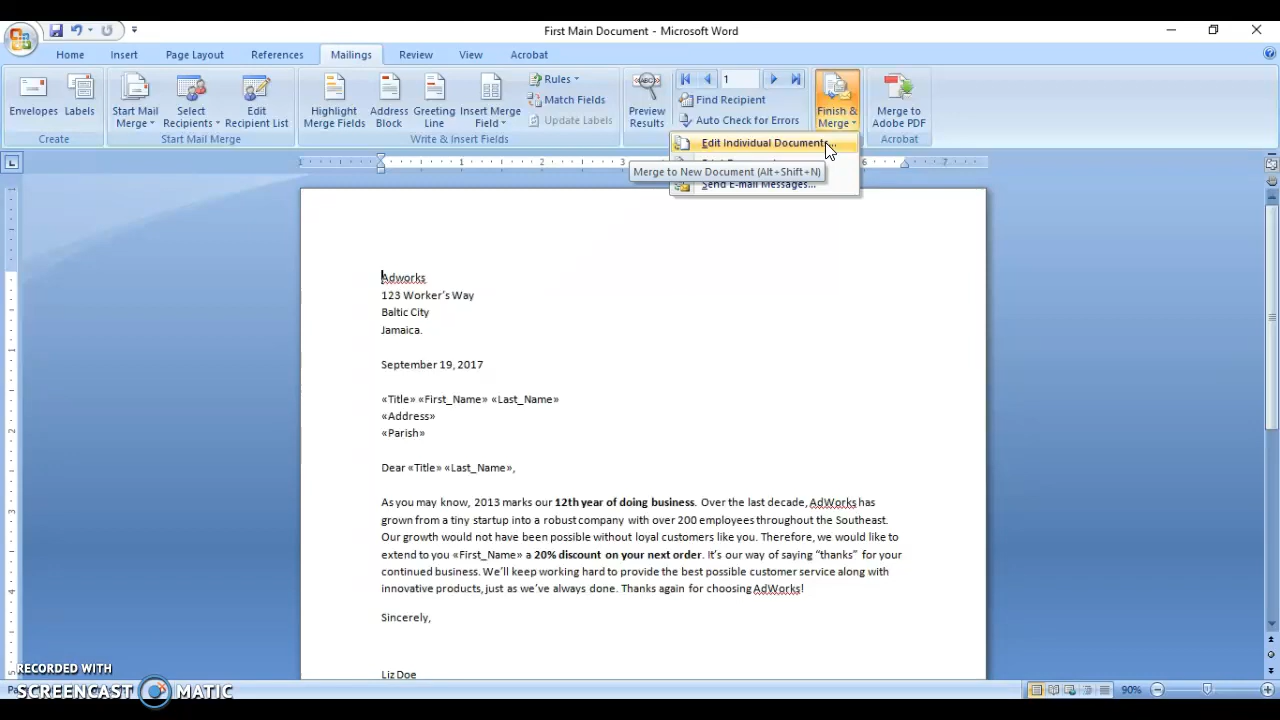 First Main Document - Microsoft Word
Home Insert Page Layout References Mailings Review View Acrobat
Envelopes Labels
Create
Start Mail Merge Select Recipients Edit Recipient List
Start Mail Merge
Highlight Merge Fields Address Block Greeting Line Insert Merge Field
Rules
Match Fields
Update Labels
Write & Insert Fields
Preview Results
1
Find Recipient
Auto Check for Errors
Finish & Merge
Merge to Adobe PDF
Acrobat
Edit Individual Documents...
Merge to New Document (Alt+Shift+N)
Send E-mail Messages...
Adworks
123 Worker's Way
Baltic City
Jamaica.
September 19, 2017
«Title» «First_Name» «Last_Name»
«Address»
«Parish»
Dear «Title» «Last_Name»,
As you may know, 2013 marks our 12th year of doing business. Over the last decade, AdWorks has
grown from a tiny startup into a robust company with over 200 employees throughout the Southeast.
Our growth would not have been possible without loyal customers like you. Therefore, we would like to
extend to you «First_Name» a 20% discount on your next order. It's our way of saying “thanks” for your
continued business. We'll keep working hard to provide the best possible customer service along with
innovative products, just as we've always done. Thanks again for choosing AdWorks!
Sincerely,
Liz Doe
RECORDED WITH
SCREENCAST MATIC
90%